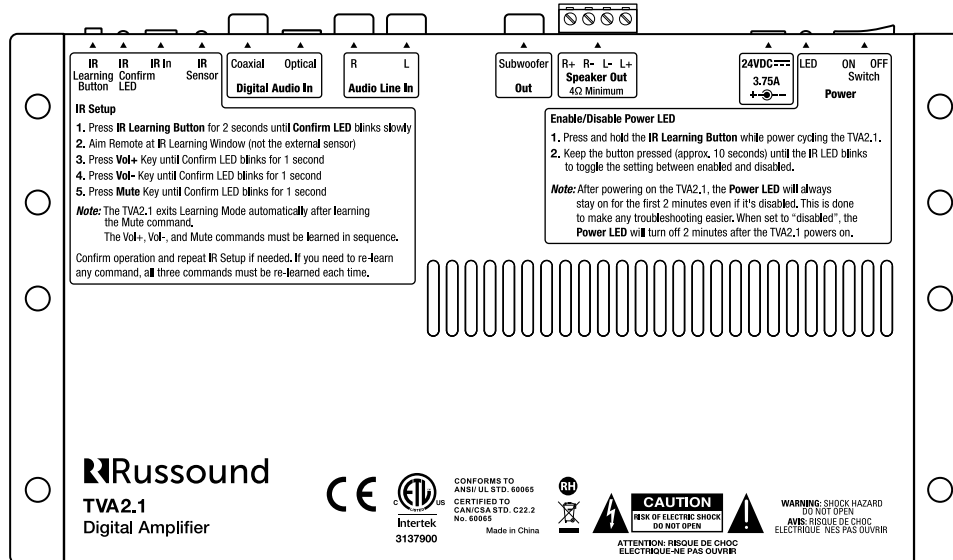 IR Learning Button
IR Confirm LED
IR In
IR Sensor
Coaxial
Optical
Digital Audio In
R
L
Audio Line In
Subwoofer
Out
R+ R- L- L+
Speaker Out
4Ω Minimum
24VDC
3.75A
+ -
LED
ON OFF
Switch
Power
IR Setup
1. Press IR Learning Button for 2 seconds until Confirm LED blinks slowly
2. Aim Remote at IR Learning Window (not the external sensor)
3. Press Vol+ Key until Confirm LED blinks for 1 second
4. Press Vol- Key until Confirm LED blinks for 1 second
5. Press Mute Key until Confirm LED blinks for 1 second
Note: The TVA2.1 exits Learning Mode automatically after learning
the Mute command.
The Vol+, Vol-, and Mute commands must be learned in sequence.
Confirm operation and repeat IR Setup if needed. If you need to re-learn
any command, all three commands must be re-learned each time.
Enable/Disable Power LED
1. Press and hold the IR Learning Button while power cycling the TVA2.1.
2. Keep the button pressed (approx. 10 seconds) until the IR LED blinks
to toggle the setting between enabled and disabled.
Note: After powering on the TVA2.1, the Power LED will always
stay on for the first 2 minutes even if it's disabled. This is done
to make any troubleshooting easier. When set to “disabled”, the
Power LED will turn off 2 minutes after the TVA2.1 powers on.
Russound
TVA2.1
Digital Amplifier
CE
C ETL US
Intertek
3137900
CONFORMS TO
ANSI/ UL STD. 60065
CERTIFIED TO
CAN/CSA STD. C22.2
No. 60065
Made in China
RH
CAUTION
RISK OF ELECTRIC SHOCK
DO NOT OPEN
ATTENTION: RISQUE DE CHOC
ELECTRIQUE-NE PAS OUVRIR
WARNING: SHOCK HAZARD
DO NOT OPEN
AVIS: RISQUE DE CHOC
ELECTRIQUE NES PAS OUVRIR